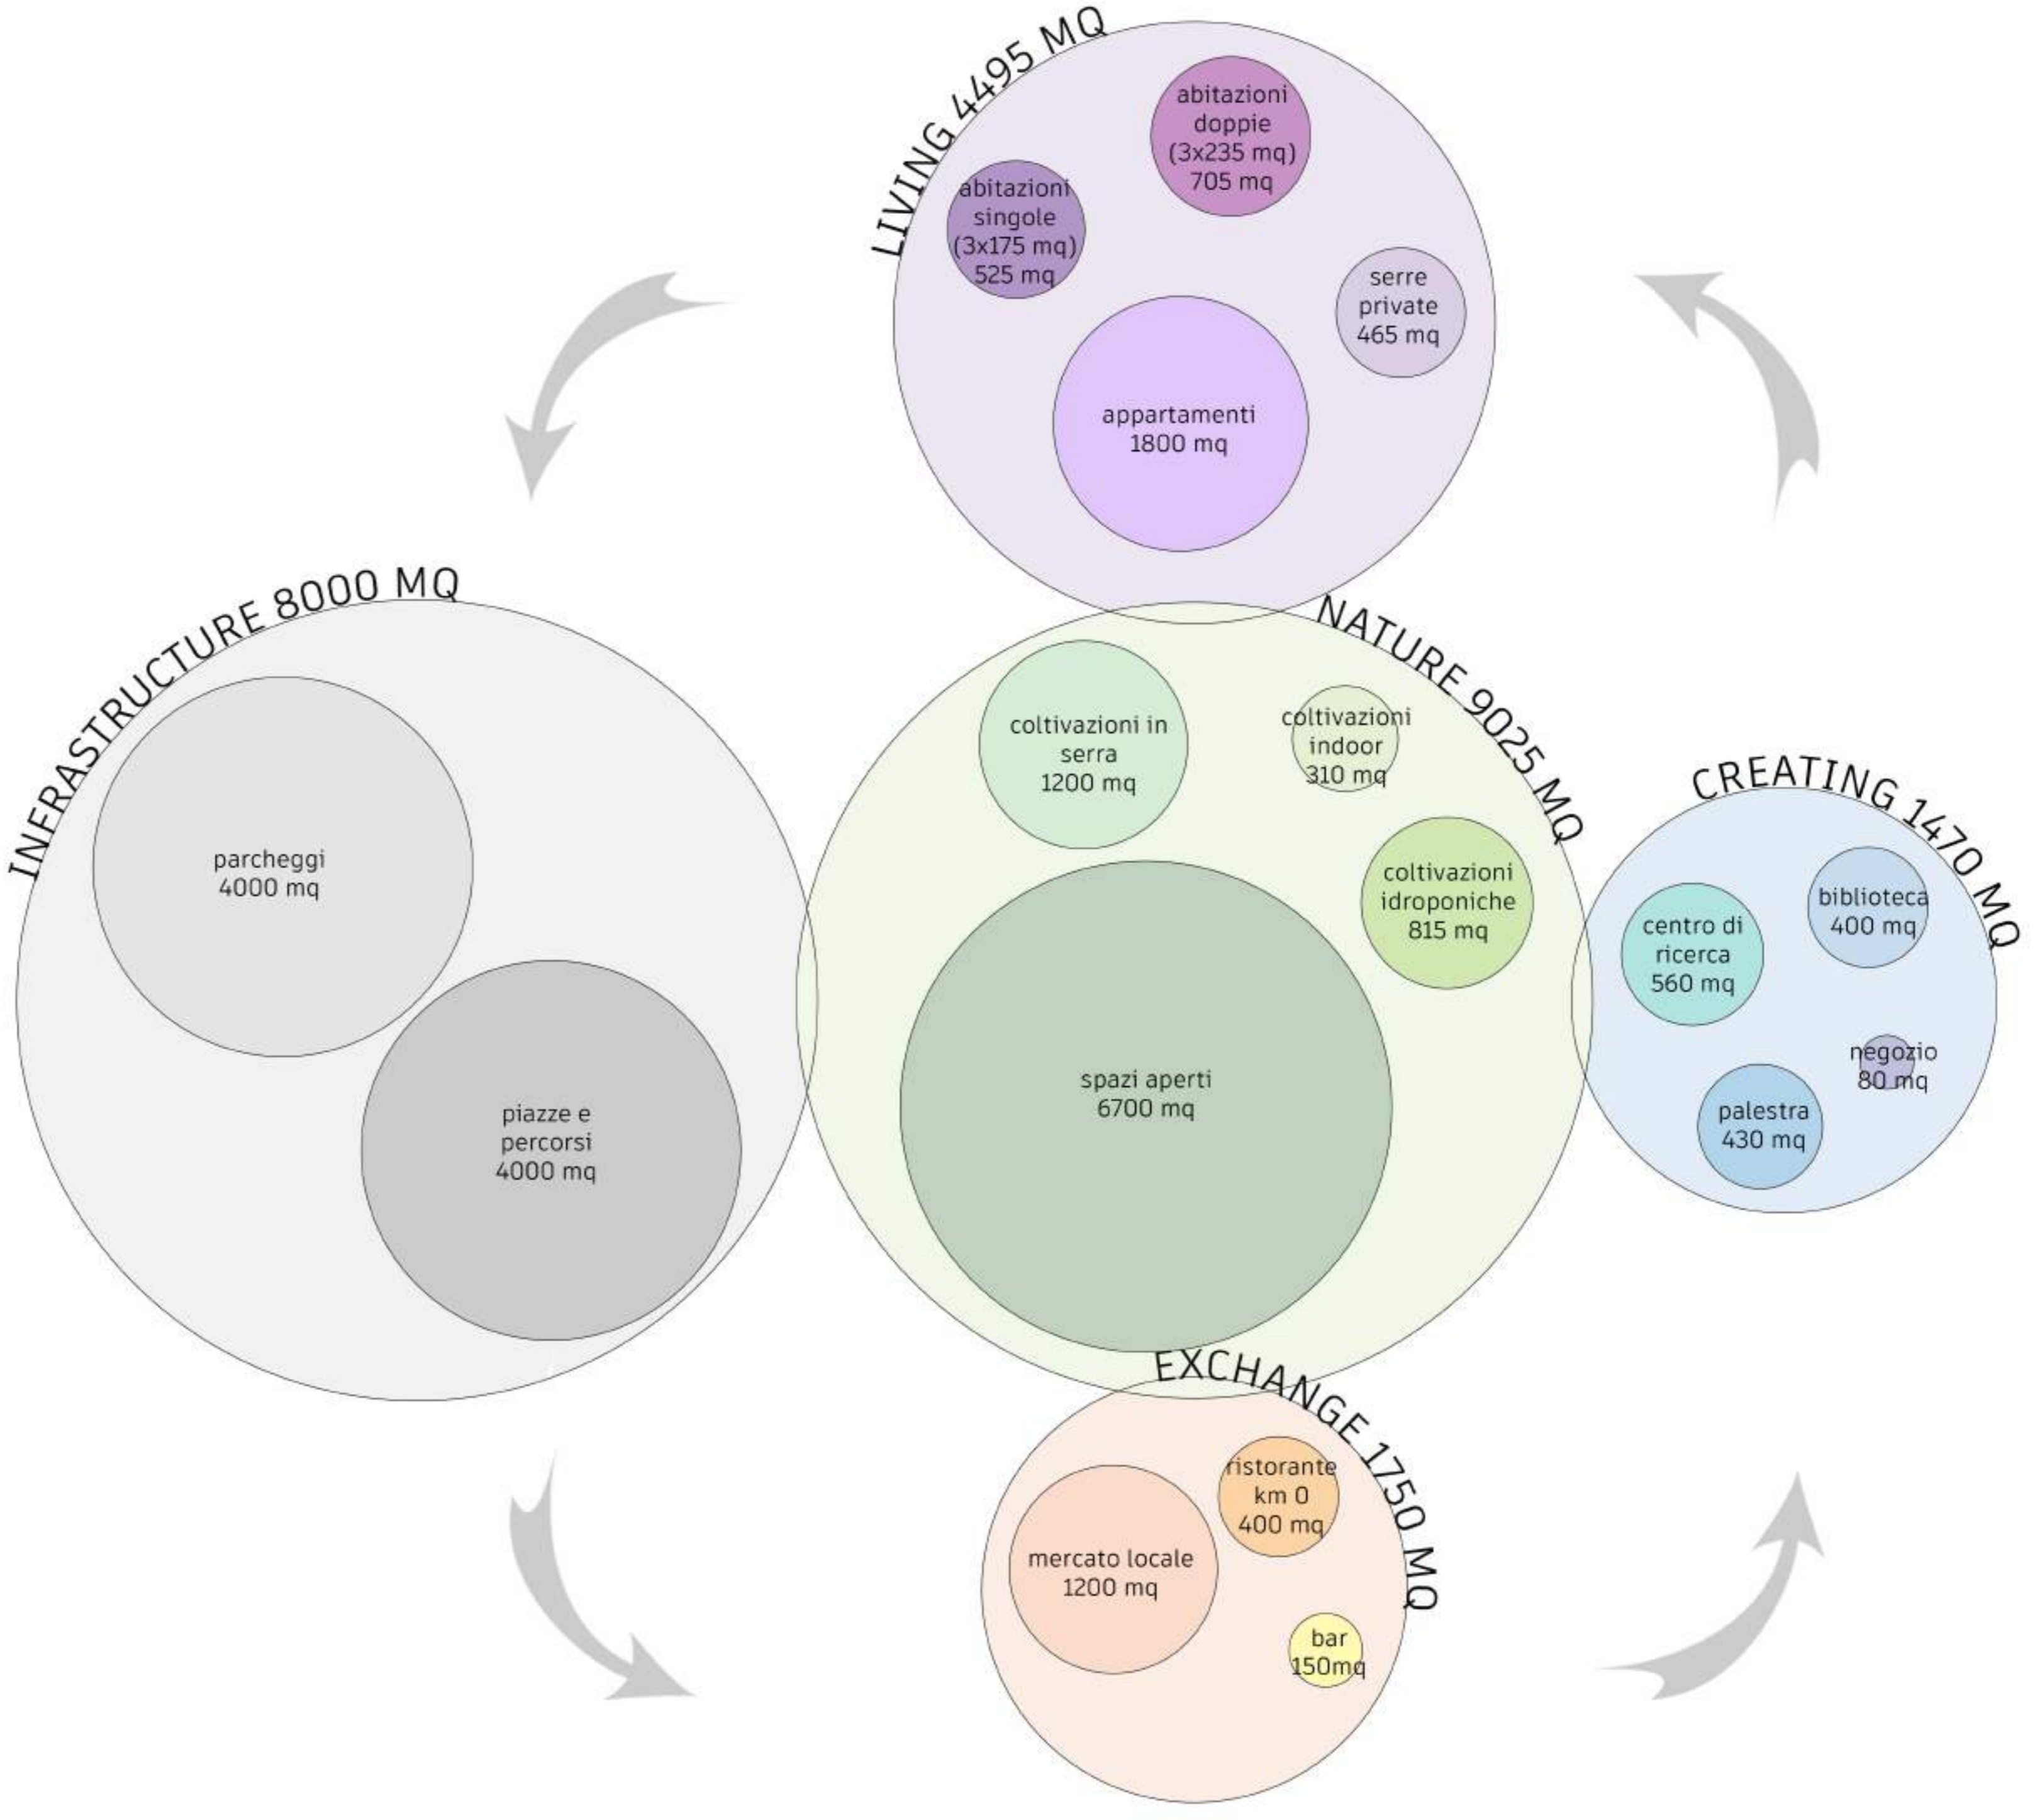 LIVING 4495 MQ
abitazioni
doppie
(3x235 mq)
705 mq
abitazioni
singole
(3x175 mq)
525 mq
serre
private
465 mq
appartamenti
1800 mq
INFRASTRUCTURE 8000 MQ
parcheggi
4000 mq
piazze e
percorsi
4000 mq
NATURE 9025 MQ
coltivazioni in
serra
1200 mq
coltivazioni
indoor
310 mq
coltivazioni
idroponiche
815 mq
spazi aperti
6700 mq
CREATING 1470 MQ
centro di
ricerca
560 mq
biblioteca
400 mq
negozio
80 mq
palestra
430 mq
EXCHANGE 1750 MQ
ristorante
km 0
400 mq
mercato locale
1200 mq
bar
150mq